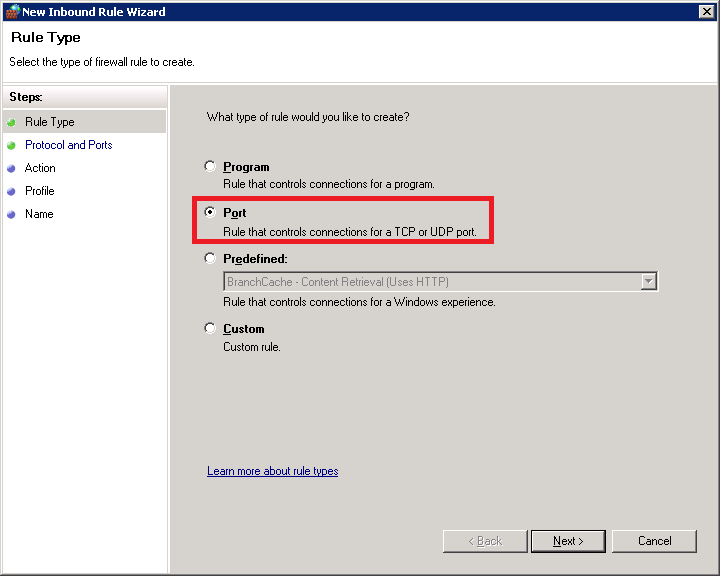 New Inbound Rule Wizard
Rule Type
Select the type of firewall rule to create.
Steps:
Rule Type
Protocol and Ports
Action
Profile
Name
What type of rule would you like to create?
Program
Rule that controls connections for a program.
Port
Rule that controls connections for a TCP or UDP port.
Predefined:
BranchCache - Content Retrieval (Uses HTTP)
Rule that controls connections for a Windows experience.
Custom
Custom rule.
Learn more about rule types
< Back
Next >
Cancel